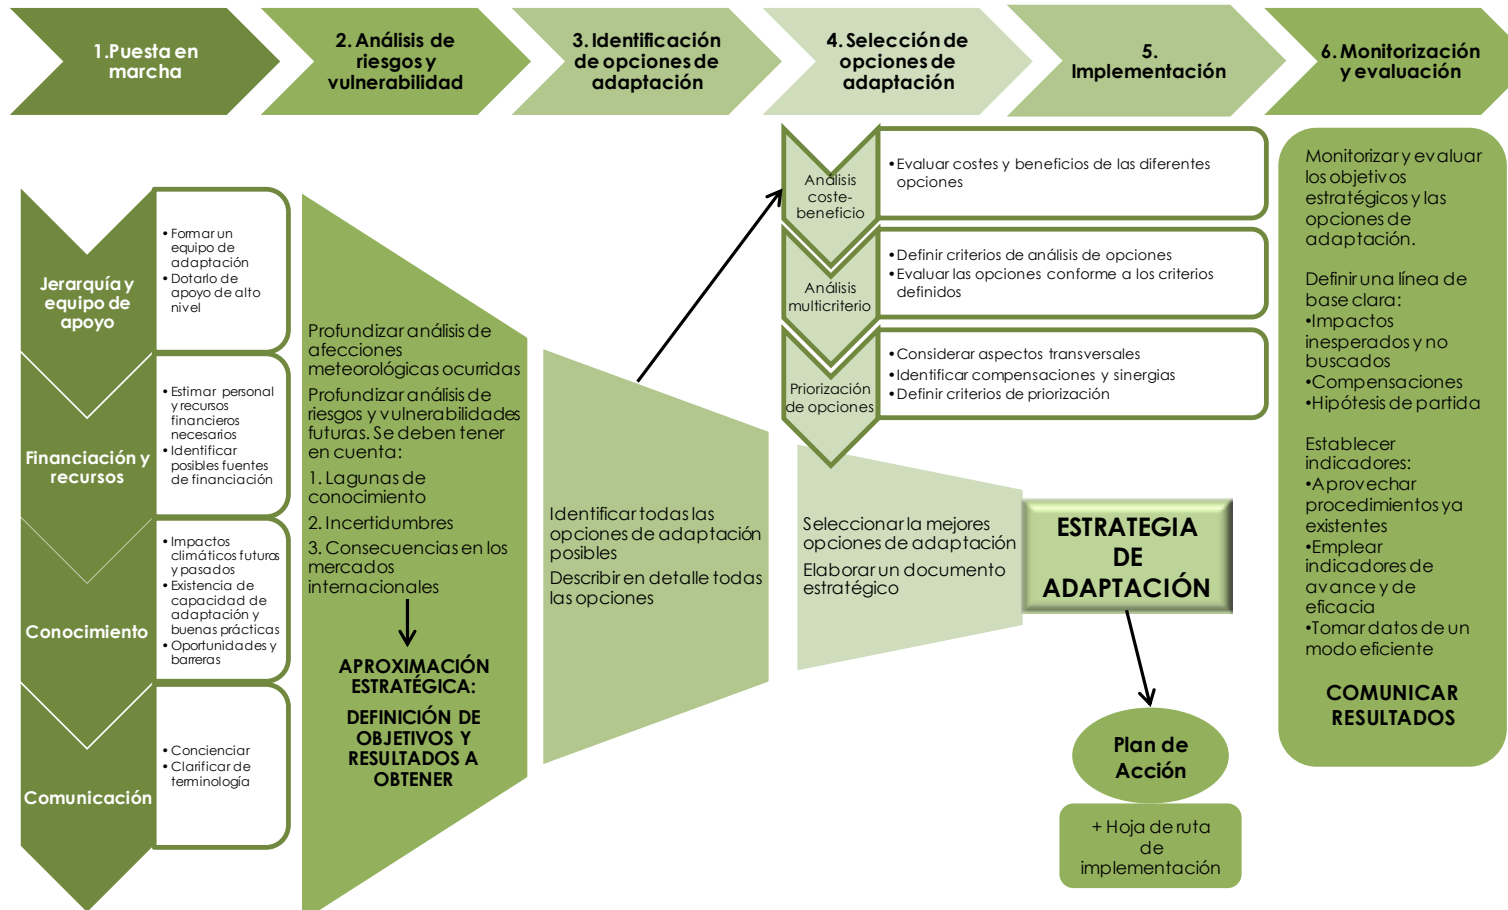 1.Puesta en
marcha
2. Análisis de
riesgos y
vulnerabilidad
3. Identificación
de opciones de
adaptación
4. Selección de
opciones de
adaptación
5.
Implementación
6. Monitorización
y evaluación
Jerarquía y
equipo de
apoyo
• Formar un
equipo de
adaptación
• Dotarlo de
apoyo de alto
nivel
Financiación y
recursos
• Estimar personal
y recursos
financieros
necesarios
• Identificar
posibles fuentes
de financiación
Conocimiento
• Impactos
climáticos futuros
y pasados
• Existencia de
capacidad de
adaptación y
buenas prácticas
• Oportunidades y
barreras
Comunicación
• Concienciar
• Clarificar de
terminología
Profundizar análisis de
afecciones
meteorológicas ocurridas
Profundizar análisis de
riesgos y vulnerabilidades
futuras. Se deben tener
en cuenta:
1. Lagunas de
conocimiento
2. Incertidumbres
3. Consecuencias en los
mercados
internacionales
APROXIMACIÓN
ESTRATÉGICA:
DEFINICIÓN DE
OBJETIVOS Y
RESULTADOS A
OBTENER
Identificar todas las
opciones de adaptación
posibles
Describir en detalle todas
las opciones
Análisis
coste-
beneficio
• Evaluar costes y beneficios de las diferentes
opciones
Análisis
multicriterio
• Definir criterios de análisis de opciones
• Evaluar las opciones conforme a los criterios
definidos
Priorización
de opciones
• Considerar aspectos transversales
• Identificar compensaciones y sinergias
• Definir criterios de priorización
Seleccionar la mejores
opciones de adaptación
Elaborar un documento
estratégico
ESTRATEGIA
DE
ADAPTACIÓN
Plan de
Acción
+ Hoja de ruta
de
implementación
Monitorizar y evaluar
los objetivos
estratégicos y las
opciones de
adaptación.
Definir una línea de
base clara:
•Impactos
inesperados y no
buscados
•Compensaciones
•Hipótesis de partida
Establecer
indicadores:
•Aprovechar
procedimientos ya
existentes
•Emplear
indicadores de
avance y de
eficacia
•Tomar datos de un
modo eficiente
COMUNICAR
RESULTADOS